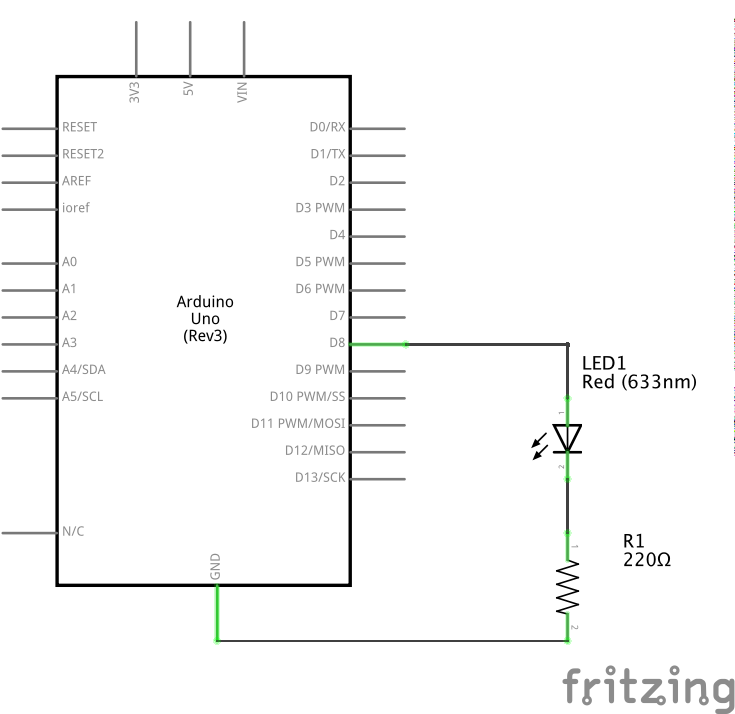 3V3
5V
VIN
RESET
RESET2
AREF
ioref
A0
A1
A2
A3
A4/SDA
A5/SCL
N/C
Arduino
Uno
(Rev3)
D0/RX
D1/TX
D2
D3 PWM
D4
D5 PWM
D6 PWM
D7
D8
D9 PWM
D10 PWM/SS
D11 PWM/MOSI
D12/MISO
D13/SCK
GND
LED1
Red (633nm)
1
2
R1
220Ω
1
2
fritzing